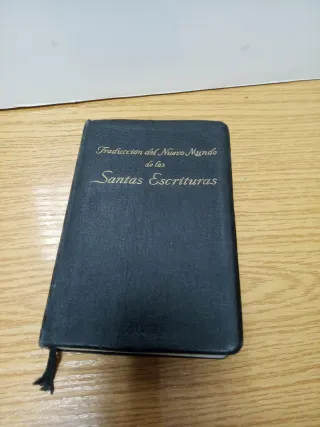 Traducción del Nuevo Mundo
de las
Santas Escrituras